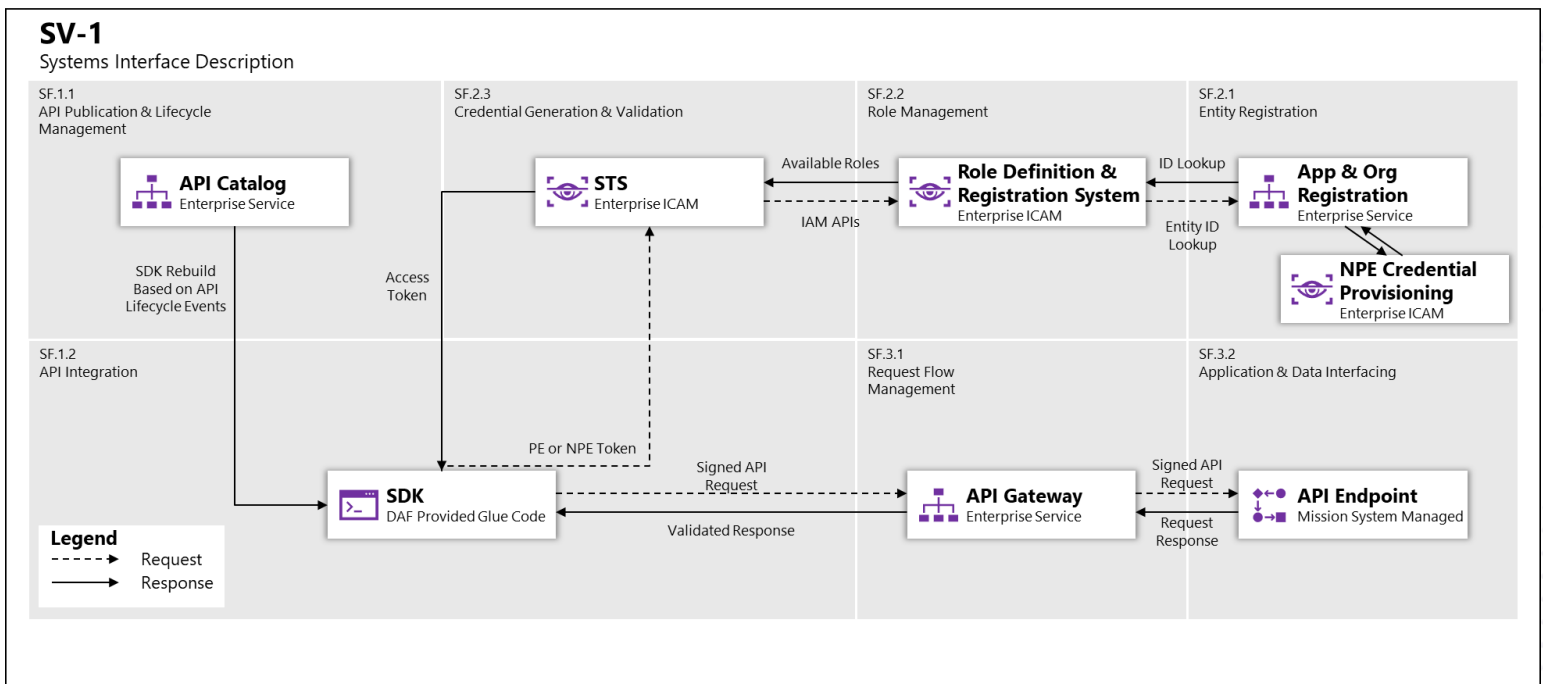 SV-1
Systems Interface Description
SF.1.1
API Publication & Lifecycle
Management
SF.2.3
Credential Generation & Validation
SF.2.2
Role Management
SF.2.1
Entity Registration
API Catalog
Enterprise Service
STS
Enterprise ICAM
Available Roles
IAM APIs
Role Definition &
Registration System
Enterprise ICAM
ID Lookup
Entity ID
Lookup
App & Org
Registration
Enterprise Service
NPE Credential
Provisioning
Enterprise ICAM
SDK Rebuild
Based on API
Lifecycle Events
Access
Token
SF.1.2
API Integration
SF.3.1
Request Flow
Management
SF.3.2
Application & Data Interfacing
PE or NPE Token
SDK
DAF Provided Glue Code
Signed API
Request
Validated Response
API Gateway
Enterprise Service
Signed API
Request
Request
Response
API Endpoint
Mission System Managed
Legend
Request
Response